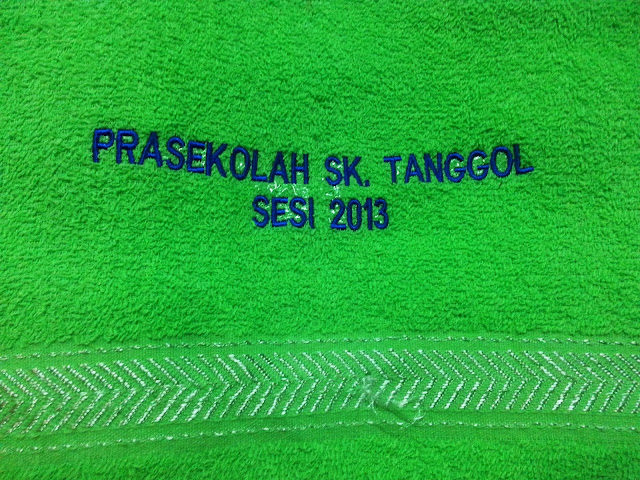 PRASEKOLAH SK. TANGGOL
SESI 2013